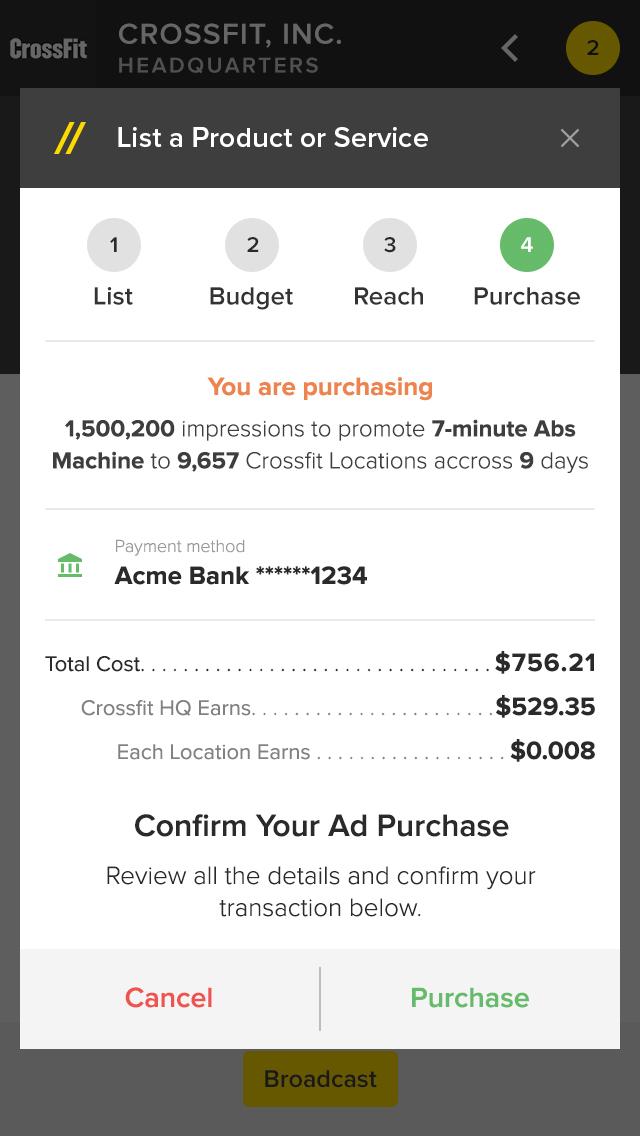 CrossFit
CROSSFIT, INC.
HEADQUARTERS
2
List a Product or Service
1
2
3
4
List
Budget
Reach
Purchase
You are purchasing
1,500,200 impressions to promote 7-minute Abs
Machine to 9,657 Crossfit Locations accross 9 days
Payment method
Acme Bank ******1234
Total Cost. . . . . . . . . . . . . . . . . . . . . . . . . . . . . . . . $756.21
Crossfit HQ Earns. . . . . . . . . . . . . . . . . . . . . . $529.35
Each Location Earns . . . . . . . . . . . . . . . . . . $0.008
Confirm Your Ad Purchase
Review all the details and confirm your
transaction below.
Cancel
Purchase
Broadcast